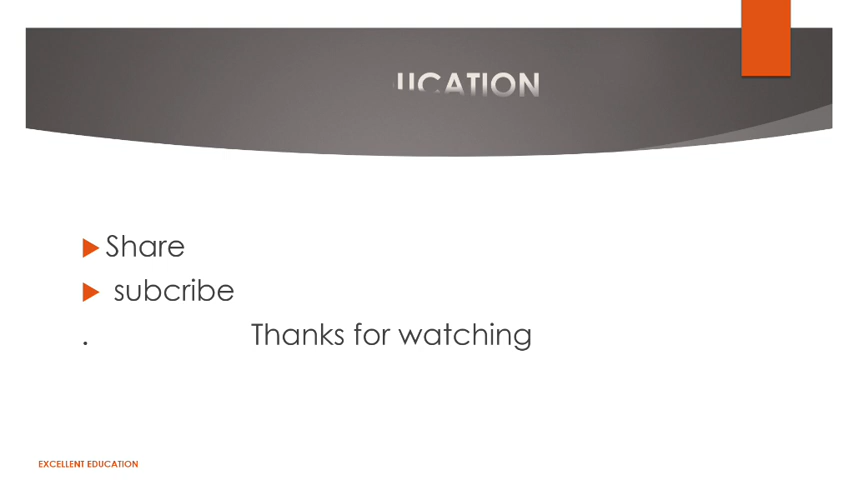 UCATION
Share
subcribe
. Thanks for watching
EXCELLENT EDUCATION